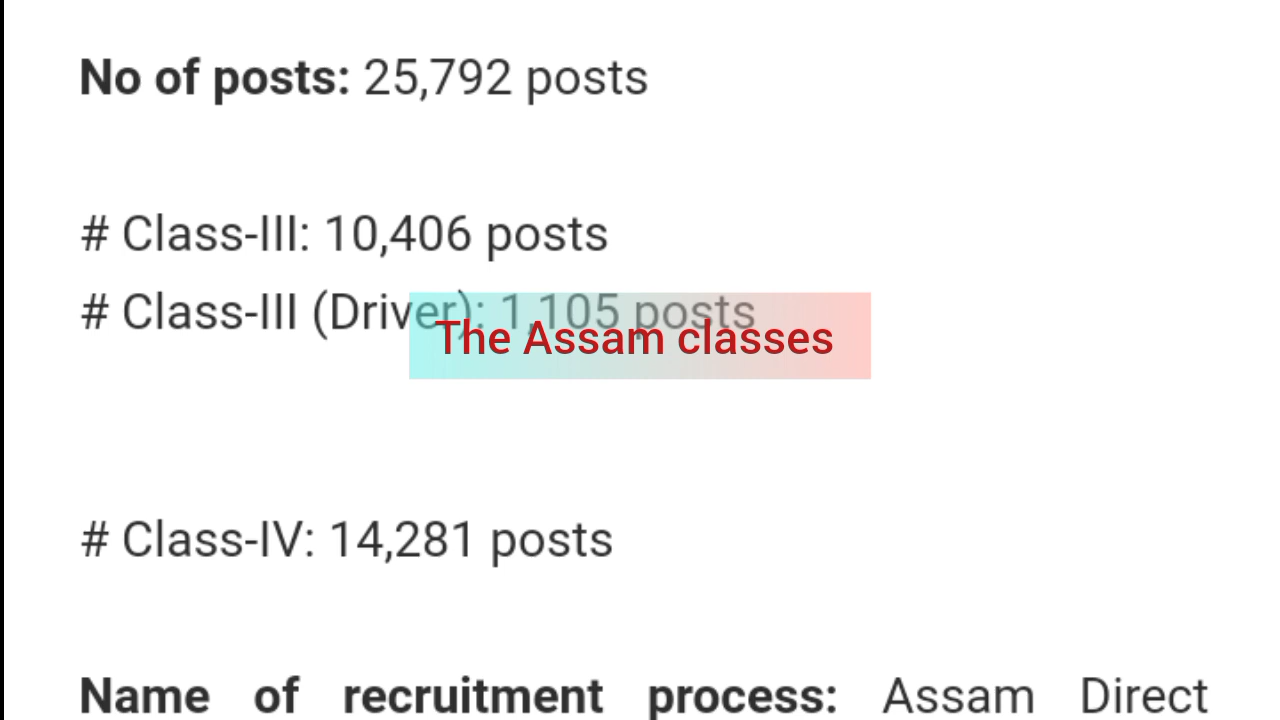 No of posts: 25,792 posts
# Class-III: 10,406 posts
# Class-III (Driver): 1,105 posts
The Assam classes
# Class-IV: 14,281 posts
Name of recruitment process: Assam Direct